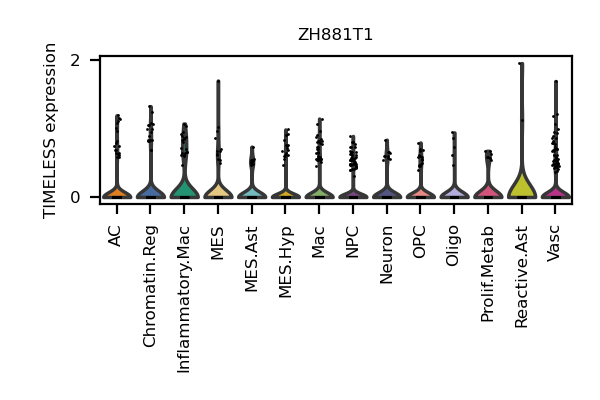 ZH881T1
TIMELESS expression
2
0
AC
Chromatin.Reg
Inflammatory.Mac
MES
MES.Ast
MES.Hyp
Mac
NPC
Neuron
OPC
Oligo
Prolif.Metab
Reactive.Ast
Vasc